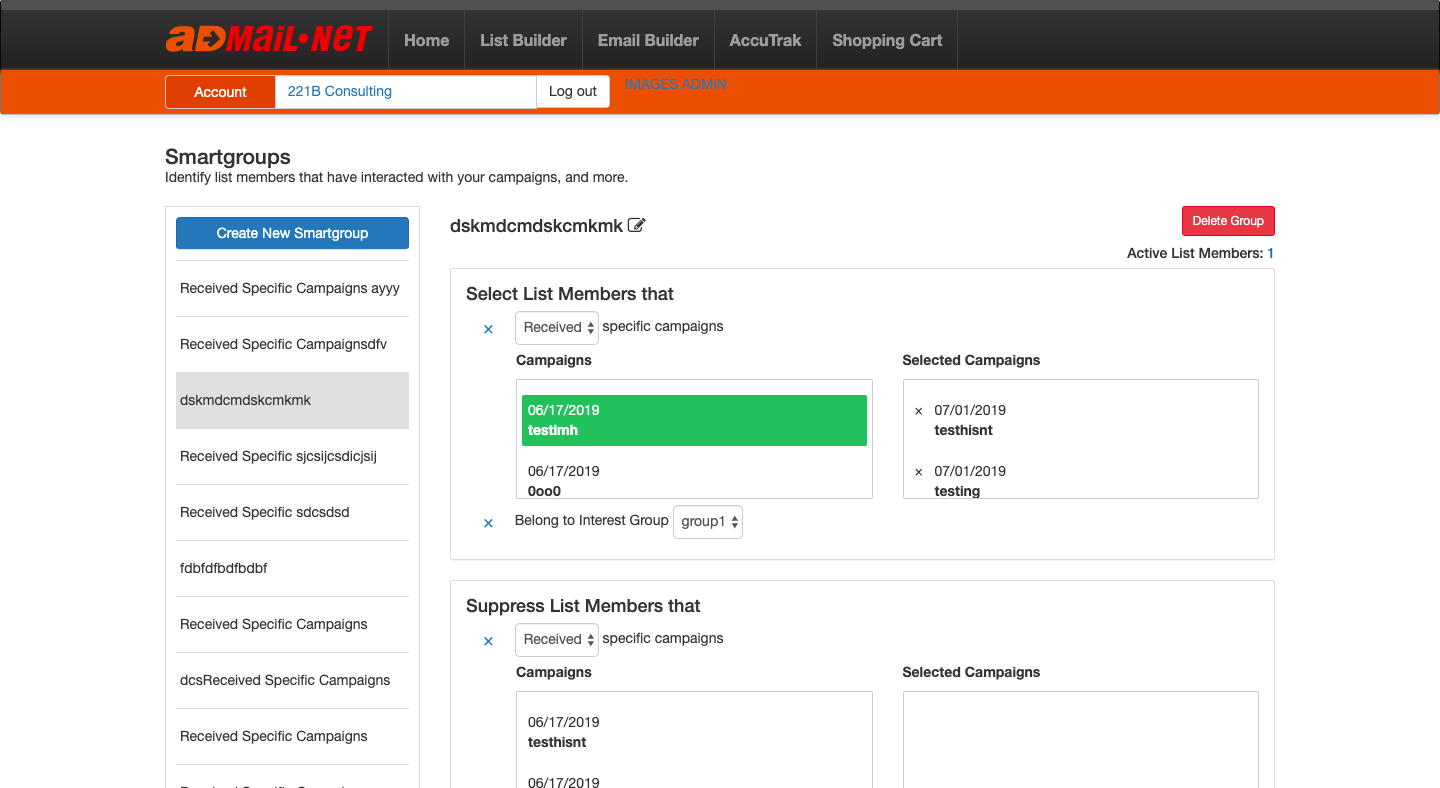 aDMaiL•NeT
Home
List Builder
Email Builder
AccuTrak
Shopping Cart
Account
221B Consulting
Log out
IMAGES ADMIN
Smartgroups
Identify list members that have interacted with your campaigns, and more.
Create New Smartgroup
Received Specific Campaigns ayyy
Received Specific Campaignsdfv
dskmdcmdskcmkmk
Received Specific sjcsijcsdicjsij
Received Specific sdcsdsd
fdbfdfbdfbdbf
Received Specific Campaigns
dcsReceived Specific Campaigns
Received Specific Campaigns
dskmdcmdskcmkmk
Delete Group
Active List Members: 1
Select List Members that
× Received specific campaigns
Campaigns
06/17/2019
testimh
06/17/2019
0oo0
Selected Campaigns
× 07/01/2019
testhisnt
× 07/01/2019
testing
× Belong to Interest Group group1
Suppress List Members that
× Received specific campaigns
Campaigns
06/17/2019
testhisnt
06/17/2019
Selected Campaigns